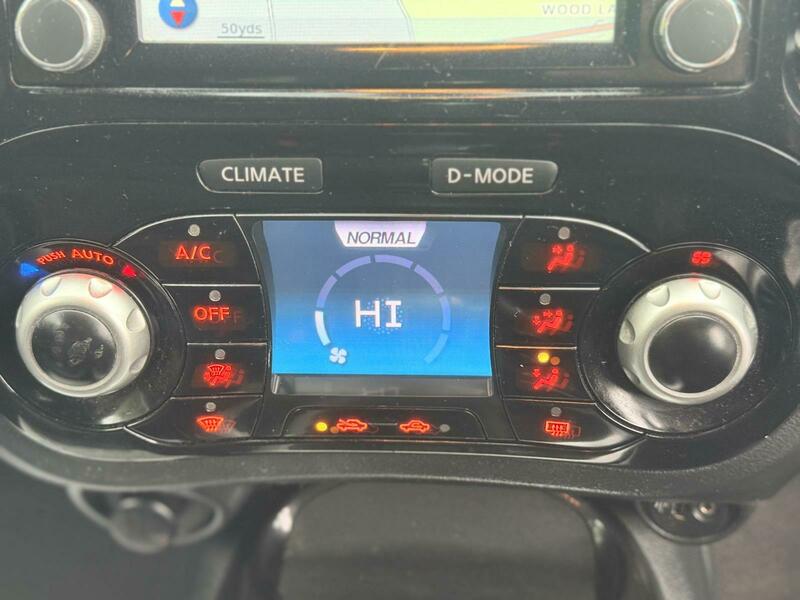 50yds
WOOD LA
CLIMATE
D-MODE
NORMAL
PUSH AUTO
A/C
OFF
HI